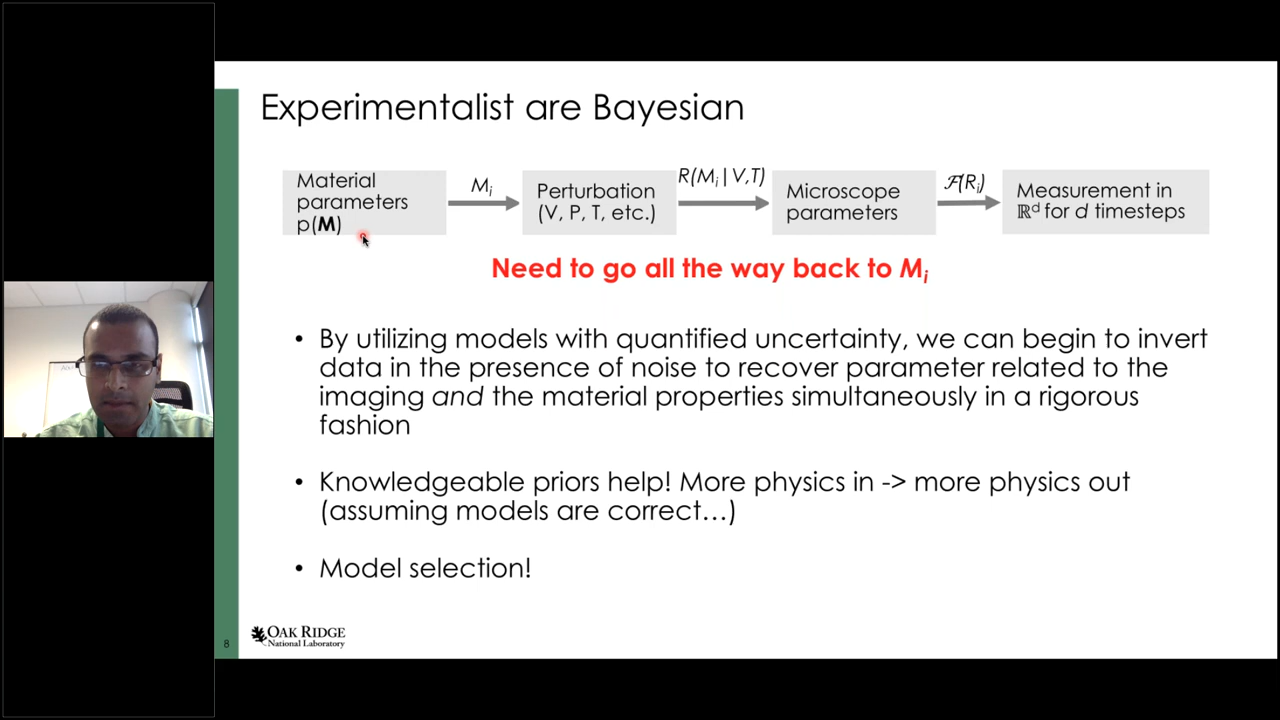 Experimentalist are Bayesian
Material
parameters
p(M)
Mᵢ
Perturbation
(V, P, T, etc.)
R(Mᵢ|V,T)
Microscope
parameters
ℱ(Rᵢ)
Measurement in
ℝᵈ for d timesteps
Need to go all the way back to Mᵢ
• By utilizing models with quantified uncertainty, we can begin to invert
data in the presence of noise to recover parameter related to the
imaging and the material properties simultaneously in a rigorous
fashion
• Knowledgeable priors help! More physics in -> more physics out
(assuming models are correct…)
• Model selection!
8
OAK RIDGE
National Laboratory